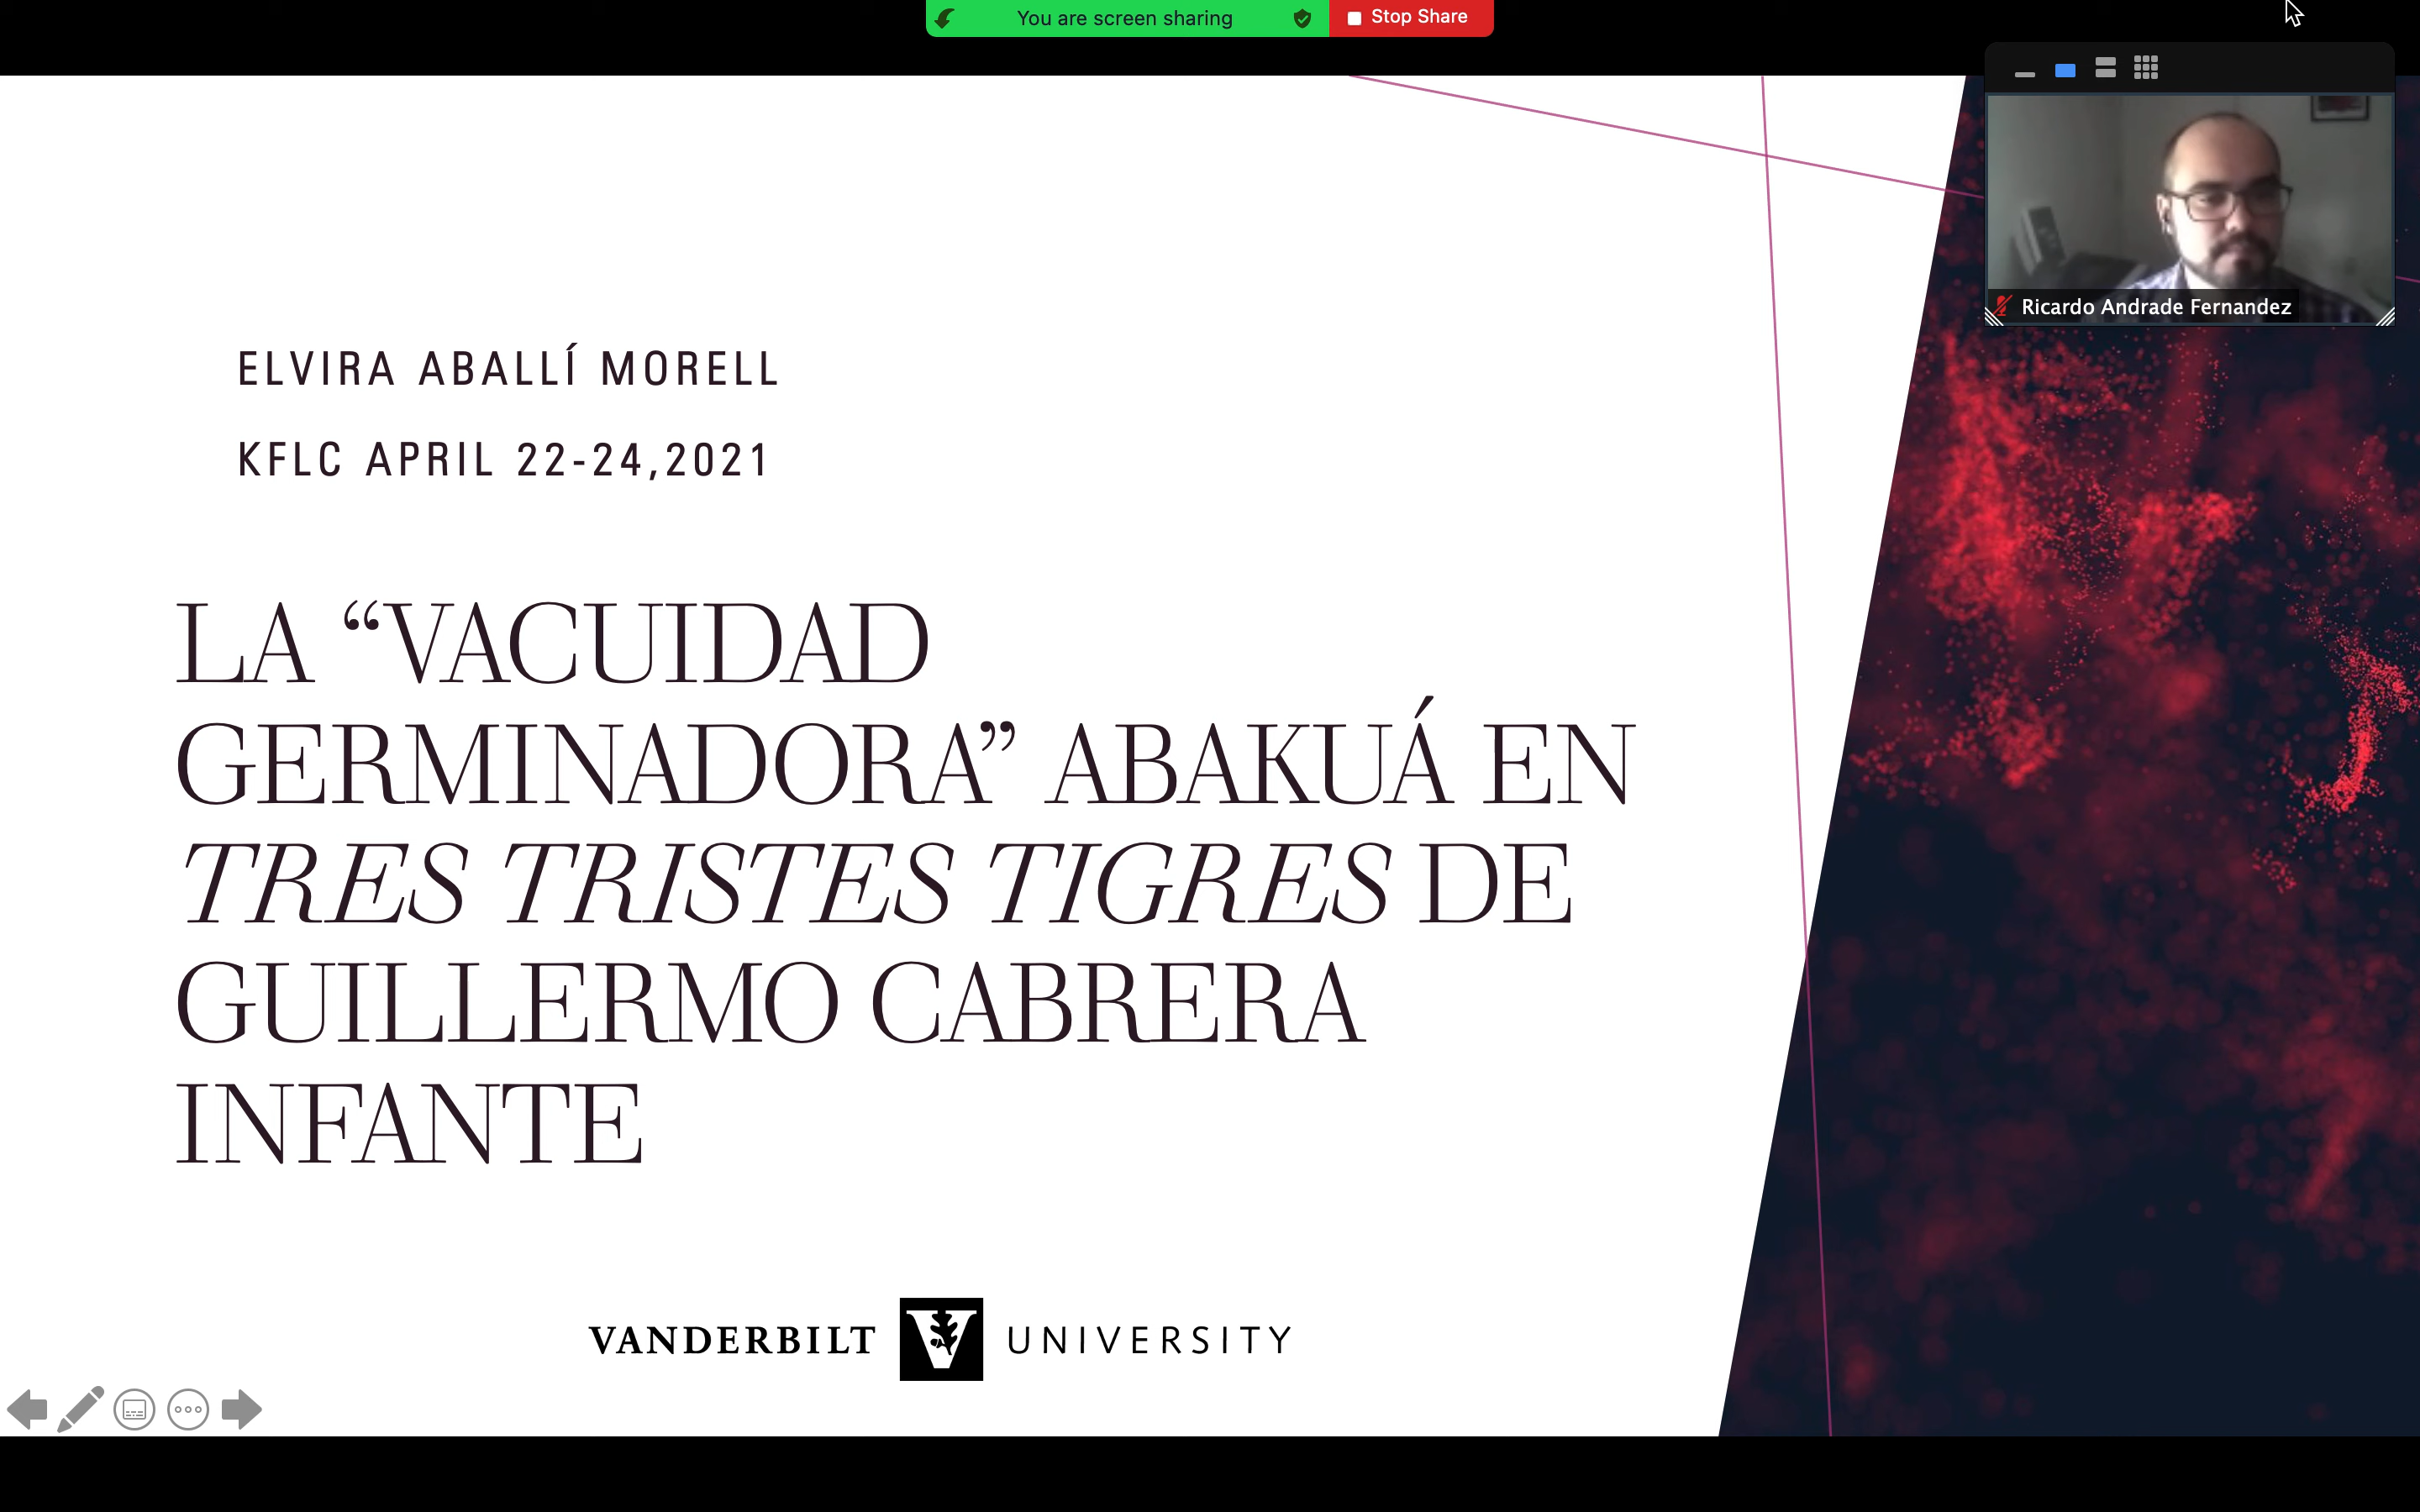 You are screen sharing
Stop Share
Ricardo Andrade Fernandez
ELVIRA ABALLÍ MORELL
KFLC APRIL 22-24,2021
LA “VACUIDAD
GERMINADORA” ABAKUÁ EN
TRES TRISTES TIGRES DE
GUILLERMO CABRERA
INFANTE
VANDERBILT V UNIVERSITY